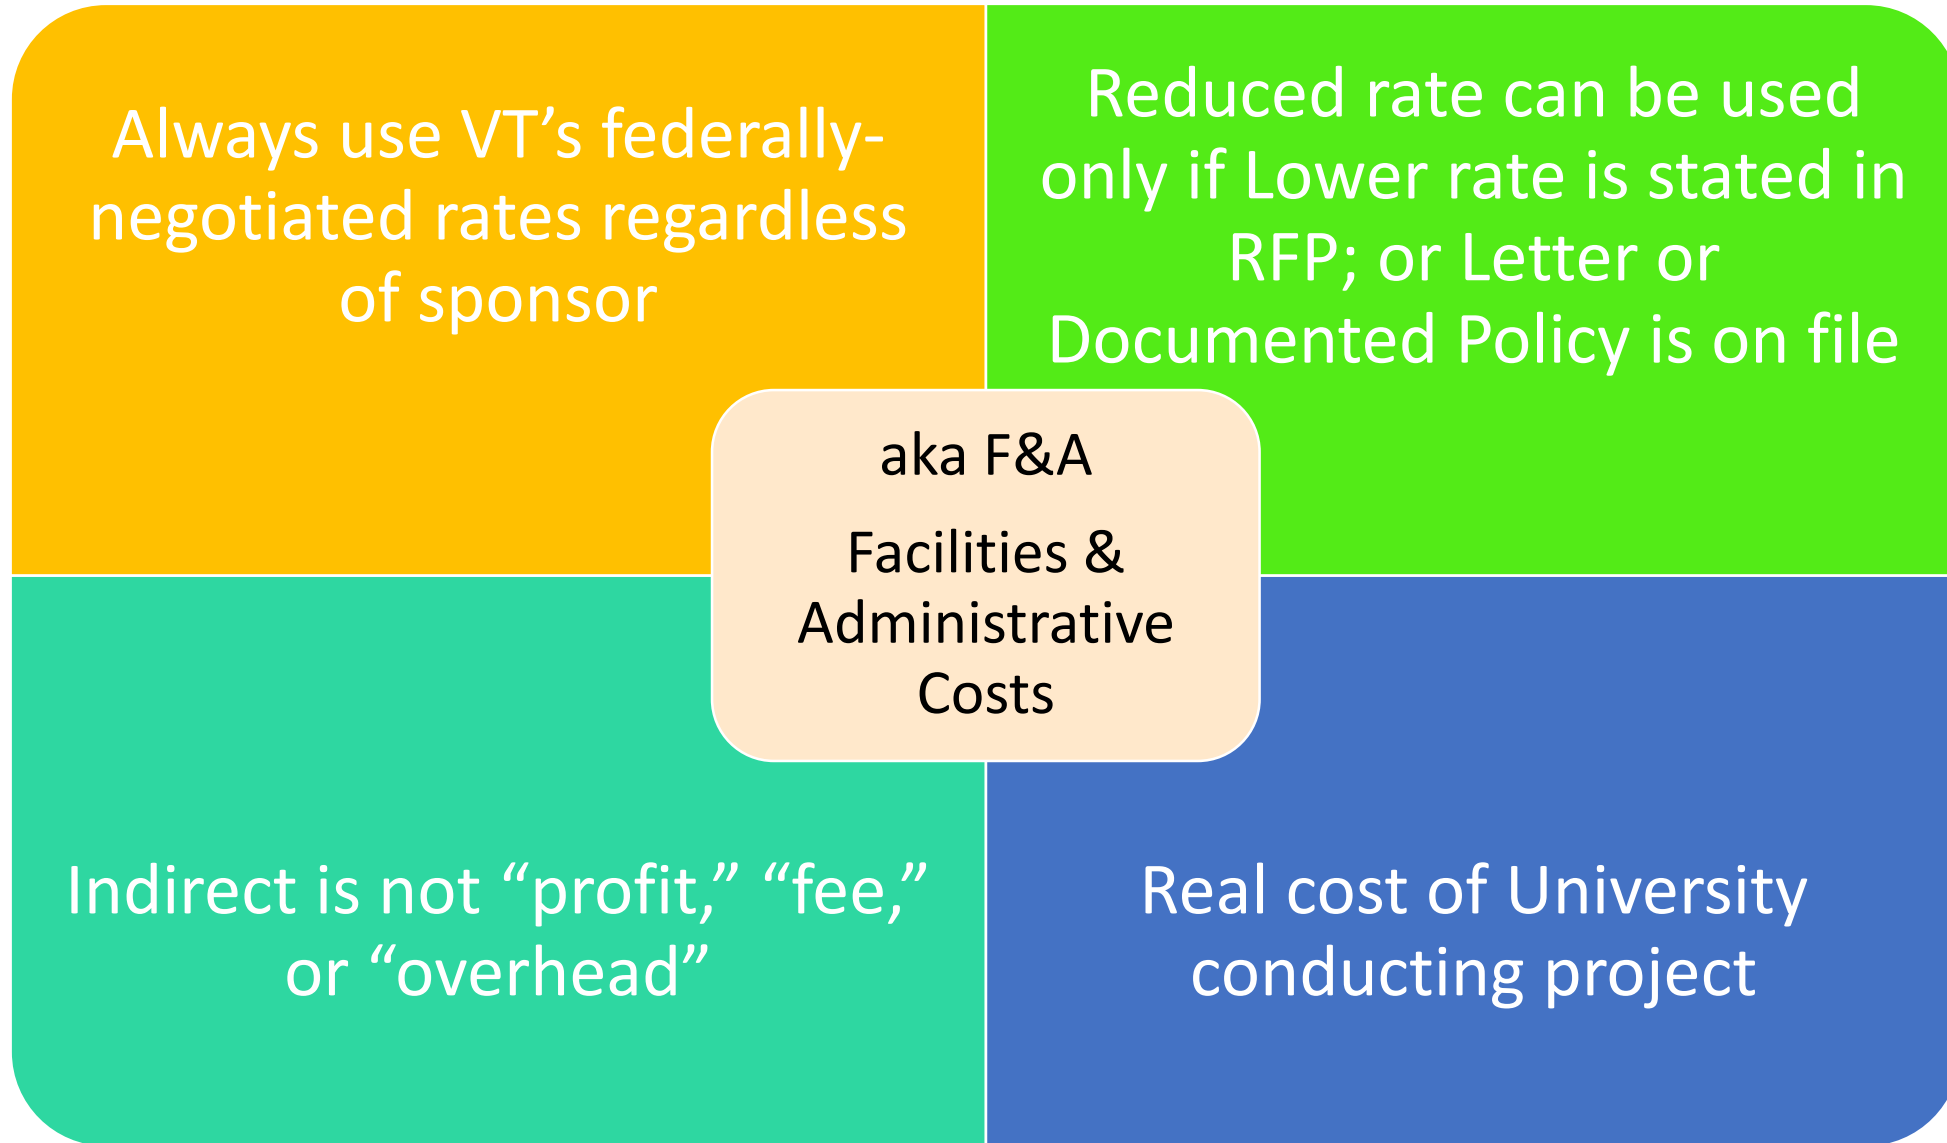 Always use VT’s federally-
negotiated rates regardless
of sponsor
Reduced rate can be used
only if Lower rate is stated in
RFP; or Letter or
Documented Policy is on file
aka F&A
Facilities &
Administrative
Costs
Indirect is not “profit,” “fee,”
or “overhead”
Real cost of University
conducting project